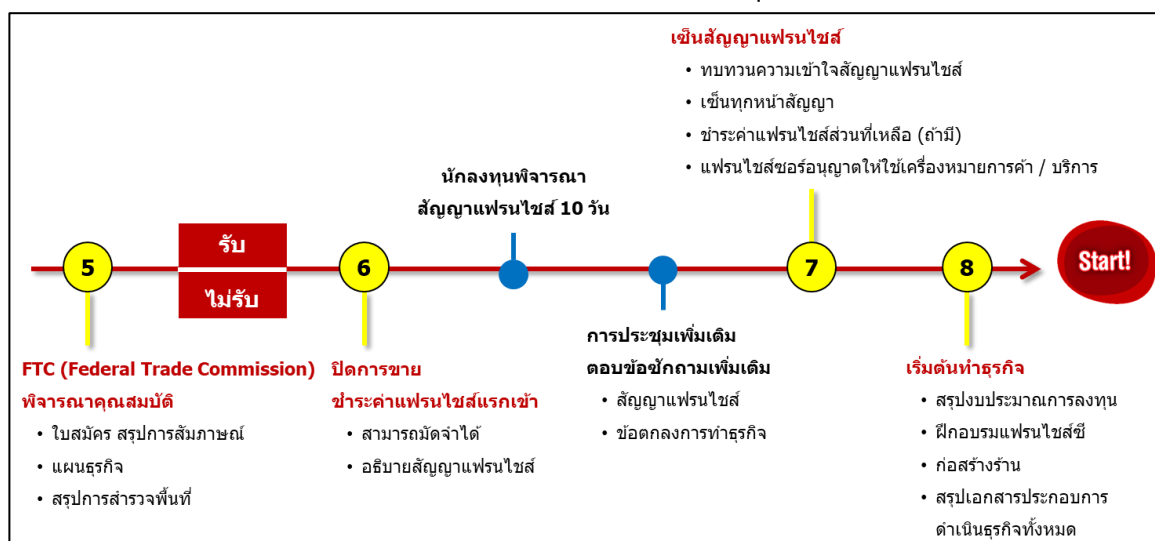 เซ็นสัญญาแฟรนไชส์
• ทบทวนความเข้าใจสัญญาแฟรนไชส์
• เซ็นทุกหน้าสัญญา
• ชำระค่าแฟรนไชส์ส่วนที่เหลือ (ถ้ามี)
• แฟรนไชส์ซอร์อนุญาตให้ใช้เครื่องหมายการค้า / บริการ
นักลงทุนพิจารณา
สัญญาแฟรนไชส์ 10 วัน
5
รับ
ไม่รับ
6
7
8
Start!
FTC (Federal Trade Commission)
พิจารณาคุณสมบัติ
• ใบสมัคร สรุปการสัมภาษณ์
• แผนธุรกิจ
• สรุปการสำรวจพื้นที่
ปิดการขาย
ชำระค่าแฟรนไชส์แรกเข้า
• สามารถมัดจำได้
• อธิบายสัญญาแฟรนไชส์
การประชุมเพิ่มเติม
ตอบข้อซักถามเพิ่มเติม
• สัญญาแฟรนไชส์
• ข้อตกลงการทำธุรกิจ
เริ่มต้นทำธุรกิจ
• สรุปงบประมาณการลงทุน
• ฝึกอบรมแฟรนไชส์ซี
• ก่อสร้างร้าน
• สรุปเอกสารประกอบการ
ดำเนินธุรกิจทั้งหมด